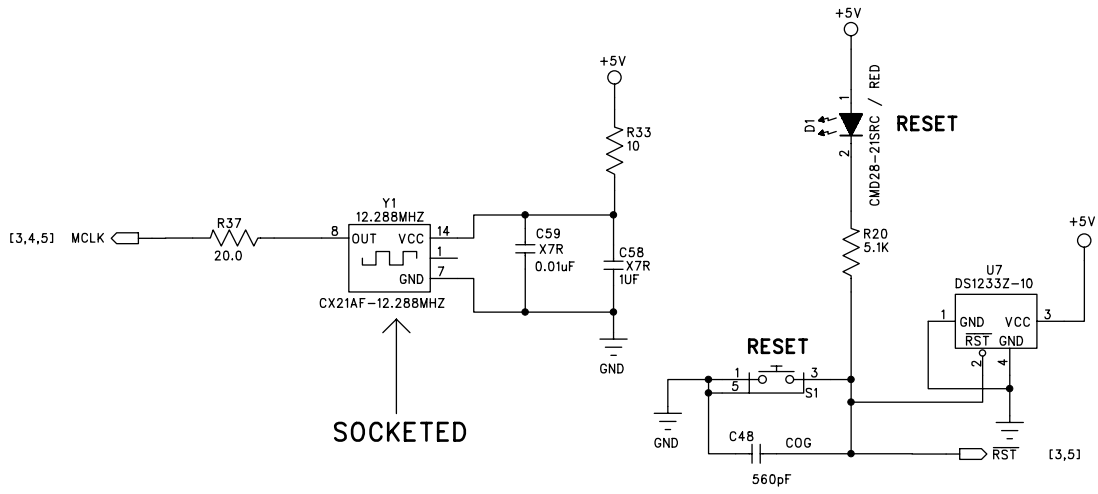 +5V
R33
10
Y1
12.288MHZ
[3,4,5] MCLK
R37
20.0
8
OUT
VCC
14
1
GND
7
CX21AF-12.288MHZ
C59
X7R
0.01uF
C58
X7R
1UF
GND
SOCKETED
+5V
1
D1
2
CMD28-21SRC / RED
RESET
R20
5.1K
+5V
U7
DS1233Z-10
1
GND
VCC
3
RST
GND
2
4
RESET
1
5
3
S1
GND
C48
COG
560pF
RST
[3,5]